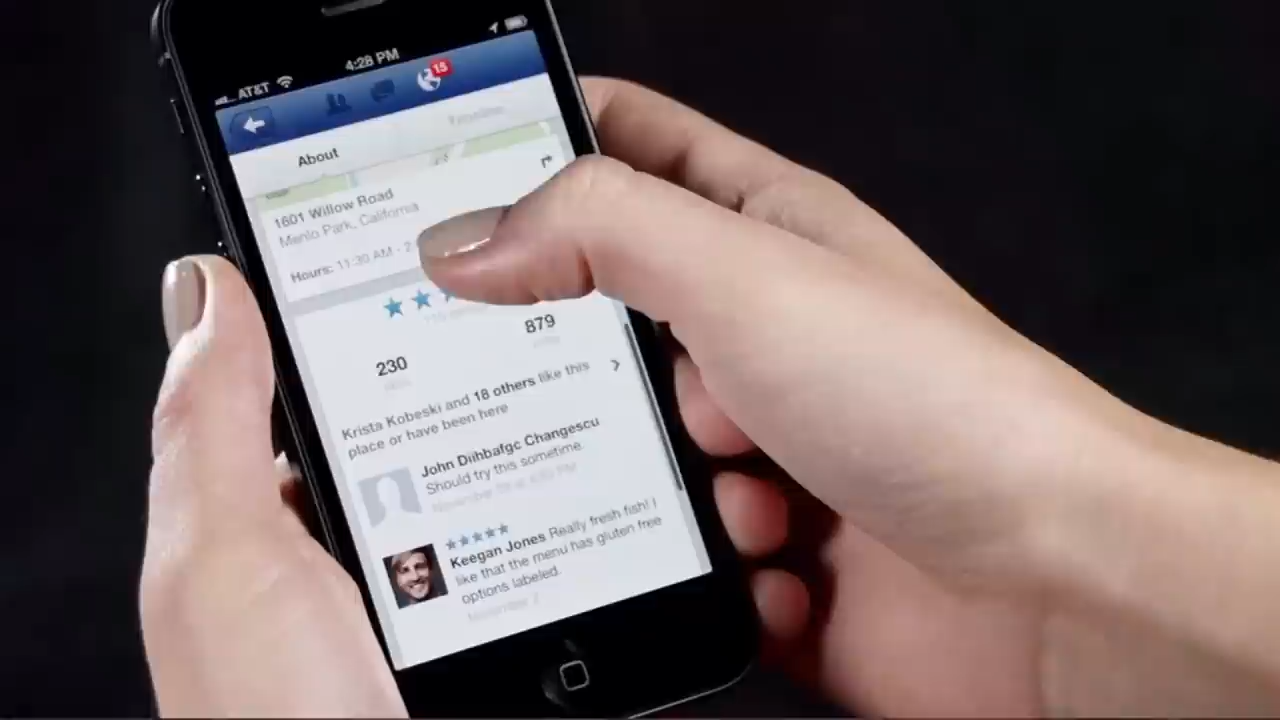 AT&T
4:28 PM
15
Timeline
About
1601 Willow Road
Menlo Park, California
Hours: 11:30 AM - 2
879
230
Krista Kobeski and 18 others like this
place or have been here
John Diihbafgc Changescu
Should try this sometime.
Keegan Jones Really fresh fish! I
like that the menu has gluten free
options labeled.